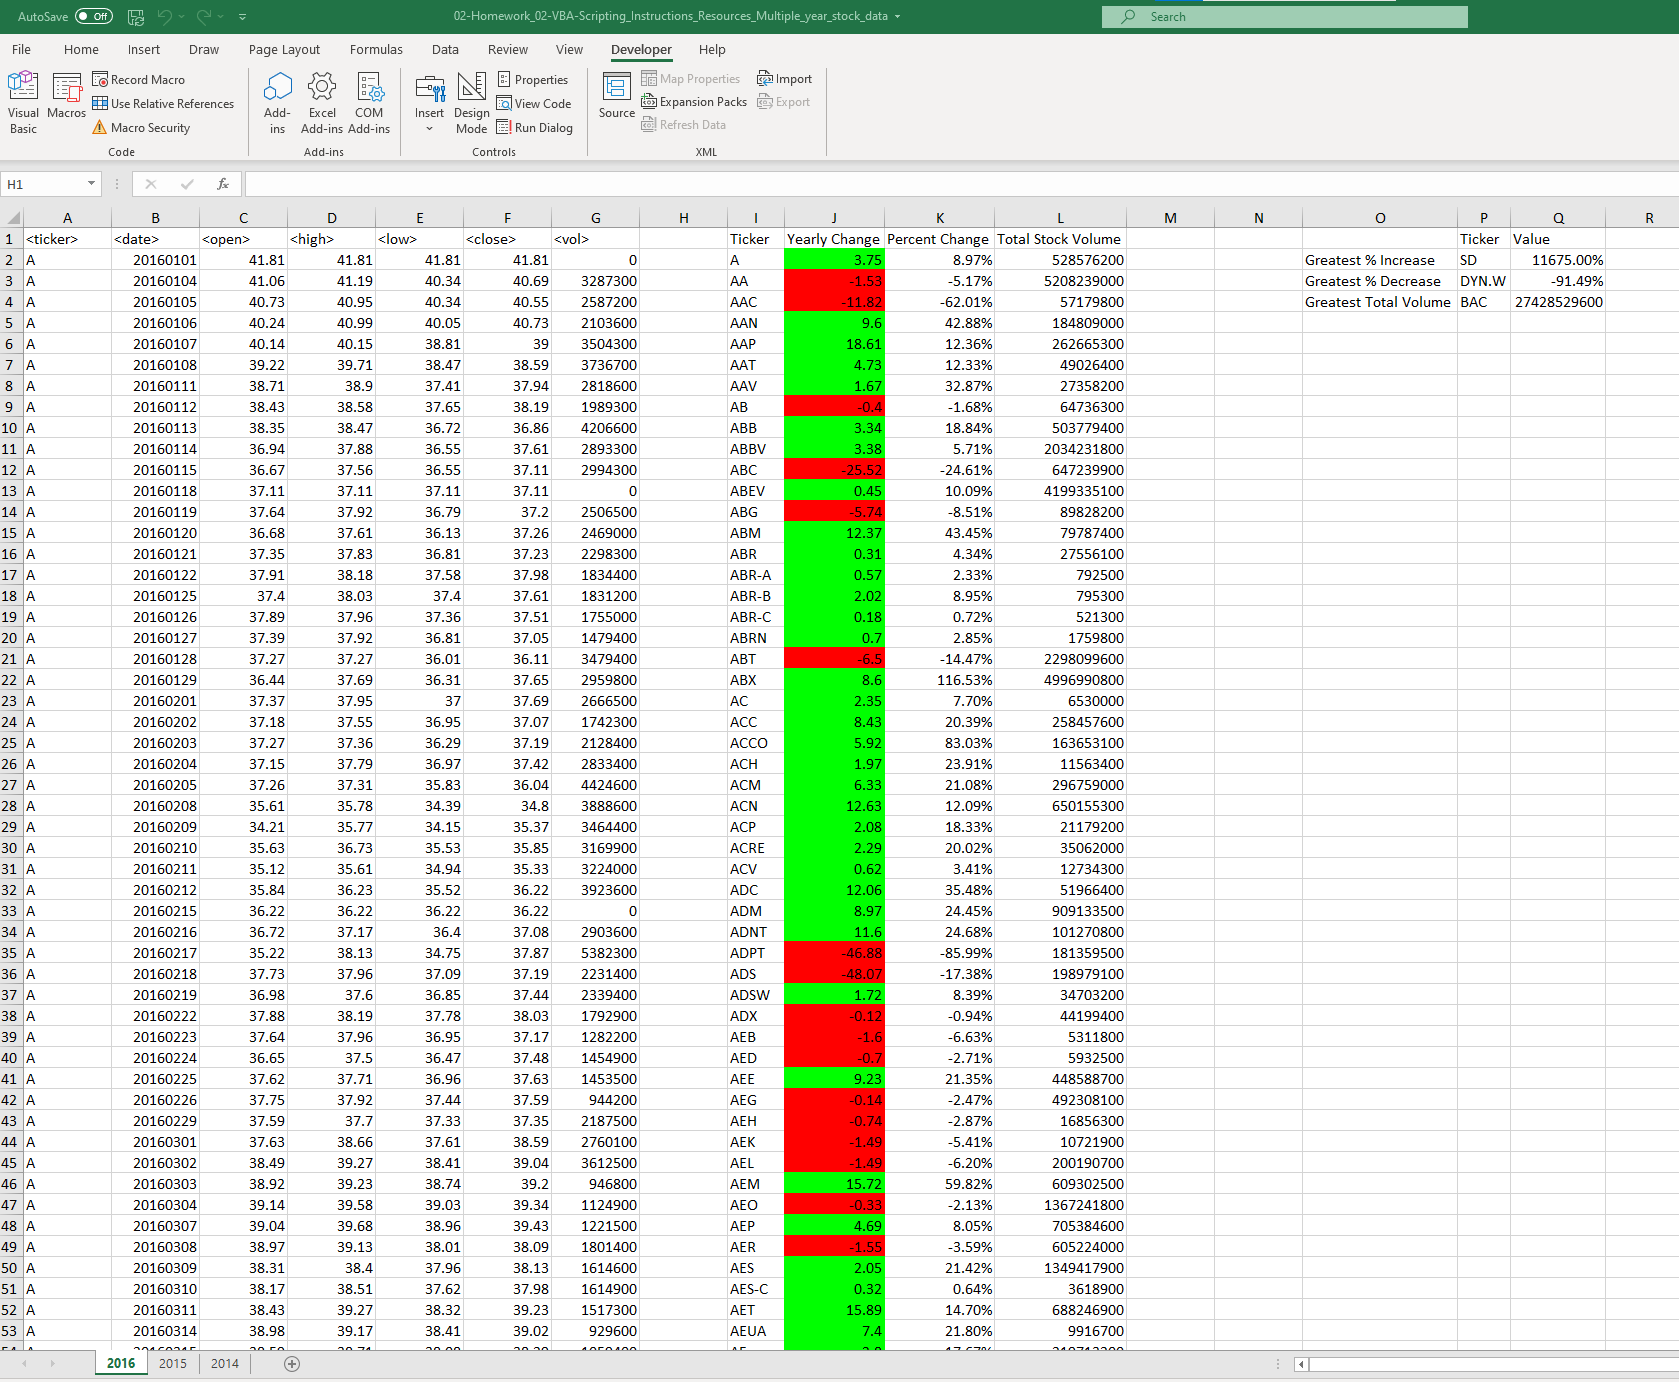 AutoSave Off 02-Homework_02-VBA-Scripting_Instructions_Resources_Multiple_year_stock_data Search
File Home Insert Draw Page Layout Formulas Data Review View Developer Help
Visual Basic Macros Record Macro Use Relative References Macro Security
Add-ins Excel Add-ins COM Add-ins
Insert Design Mode Properties View Code Run Dialog
Source Map Properties Expansion Packs Refresh Data Import Export
Code Add-ins Controls XML
H1 fx
A B C D E F G H I J K L M N O P Q R
1 <ticker> <date> <open> <high> <low> <close> <vol> Ticker Yearly Change Percent Change Total Stock Volume Ticker Value
2 A 20160101 41.81 41.81 41.81 41.81 0 A 3.75 8.97% 528576200 Greatest % Increase SD 11675.00%
3 A 20160104 41.06 41.19 40.34 40.69 3287300 AA -1.53 -5.17% 5208239000 Greatest % Decrease DYN.W -91.49%
4 A 20160105 40.73 40.95 40.34 40.55 2587200 AAC -11.82 -62.01% 57179800 Greatest Total Volume BAC 27428529600
5 A 20160106 40.24 40.99 40.05 40.73 2103600 AAN 9.6 42.88% 184809000
6 A 20160107 40.14 40.15 38.81 39 3504300 AAP 18.61 12.36% 262665300
7 A 20160108 39.22 39.71 38.47 38.59 3736700 AAT 4.73 12.33% 49026400
8 A 20160111 38.71 38.9 37.41 37.94 2818600 AAV 1.67 32.87% 27358200
9 A 20160112 38.43 38.58 37.65 38.19 1989300 AB -0.4 -1.68% 64736300
10 A 20160113 38.35 38.47 36.72 36.86 4206600 ABB 3.34 18.84% 503779400
11 A 20160114 36.94 37.88 36.55 37.61 2893300 ABBV 3.38 5.71% 2034231800
12 A 20160115 36.67 37.56 36.55 37.11 2994300 ABC -25.52 -24.61% 647239900
13 A 20160118 37.11 37.11 37.11 37.11 0 ABEV 0.45 10.09% 4199335100
14 A 20160119 37.64 37.92 36.79 37.2 2506500 ABG -5.74 -8.51% 89828200
15 A 20160120 36.68 37.61 36.13 37.26 2469000 ABM 12.37 43.45% 79787400
16 A 20160121 37.35 37.83 36.81 37.23 2298300 ABR 0.31 4.34% 27556100
17 A 20160122 37.91 38.18 37.58 37.98 1834400 ABR-A 0.57 2.33% 792500
18 A 20160125 37.4 38.03 37.4 37.61 1831200 ABR-B 2.02 8.95% 795300
19 A 20160126 37.89 37.96 37.36 37.51 1755000 ABR-C 0.18 0.72% 521300
20 A 20160127 37.39 37.92 36.81 37.05 1479400 ABRN 0.7 2.85% 1759800
21 A 20160128 37.27 37.27 36.01 36.11 3479400 ABT -6.5 -14.47% 2298099600
22 A 20160129 36.44 37.69 36.31 37.65 2959800 ABX 8.6 116.53% 4996990800
23 A 20160201 37.37 37.95 37 37.69 2666500 AC 2.35 7.70% 6530000
24 A 20160202 37.18 37.55 36.95 37.07 1742300 ACC 8.43 20.39% 258457600
25 A 20160203 37.27 37.36 36.29 37.19 2128400 ACCO 5.92 83.03% 163653100
26 A 20160204 37.15 37.79 36.97 37.42 2833400 ACH 1.97 23.91% 11563400
27 A 20160205 37.26 37.31 35.83 36.04 4424600 ACM 6.33 21.08% 296759000
28 A 20160208 35.61 35.78 34.39 34.8 3888600 ACN 12.63 12.09% 650155300
29 A 20160209 34.21 35.77 34.15 35.37 3464400 ACP 2.08 18.33% 21179200
30 A 20160210 35.63 36.73 35.53 35.85 3169900 ACRE 2.29 20.02% 35062000
31 A 20160211 35.12 35.61 34.94 35.33 3224000 ACV 0.62 3.41% 12734300
32 A 20160212 35.84 36.23 35.52 36.22 3923600 ADC 12.06 35.48% 51966400
33 A 20160215 36.22 36.22 36.22 36.22 0 ADM 8.97 24.45% 909133500
34 A 20160216 36.72 37.17 36.4 37.08 2903600 ADNT 11.6 24.68% 101270800
35 A 20160217 35.22 38.13 34.75 37.87 5382300 ADPT -46.88 -85.99% 181359500
36 A 20160218 37.73 37.96 37.09 37.19 2231400 ADS -48.07 -17.38% 198979100
37 A 20160219 36.98 37.6 36.85 37.44 2339400 ADSW 1.72 8.39% 34703200
38 A 20160222 37.88 38.19 37.78 38.03 1792900 ADX -0.12 -0.94% 44199400
39 A 20160223 37.64 37.96 36.95 37.17 1282200 AEB -1.6 -6.63% 5311800
40 A 20160224 36.65 37.5 36.47 37.48 1454900 AED -0.7 -2.71% 5932500
41 A 20160225 37.62 37.71 36.96 37.63 1453500 AEE 9.23 21.35% 448588700
42 A 20160226 37.75 37.92 37.44 37.59 944200 AEG -0.14 -2.47% 492308100
43 A 20160229 37.59 37.7 37.33 37.35 2187500 AEH -0.74 -2.87% 16856300
44 A 20160301 37.63 38.66 37.61 38.59 2760100 AEK -1.49 -5.41% 10721900
45 A 20160302 38.49 39.27 38.41 39.04 3612500 AEL -1.49 -6.20% 200190700
46 A 20160303 38.92 39.23 38.74 39.2 946800 AEM 15.72 59.82% 609302500
47 A 20160304 39.14 39.58 39.03 39.34 1124900 AEO -0.33 -2.13% 1367241800
48 A 20160307 39.04 39.68 38.96 39.43 1221500 AEP 4.69 8.05% 705384600
49 A 20160308 38.97 39.13 38.01 38.09 1801400 AER -1.55 -3.59% 605224000
50 A 20160309 38.31 38.4 37.96 38.13 1614600 AES 2.05 21.42% 1349417900
51 A 20160310 38.17 38.51 37.62 37.98 1614900 AES-C 0.32 0.64% 3618900
52 A 20160311 38.43 39.27 38.32 39.23 1517300 AET 15.89 14.70% 688246900
53 A 20160314 38.98 39.17 38.41 39.02 929600 AEUA 7.4 21.80% 9916700
2016 2015 2014